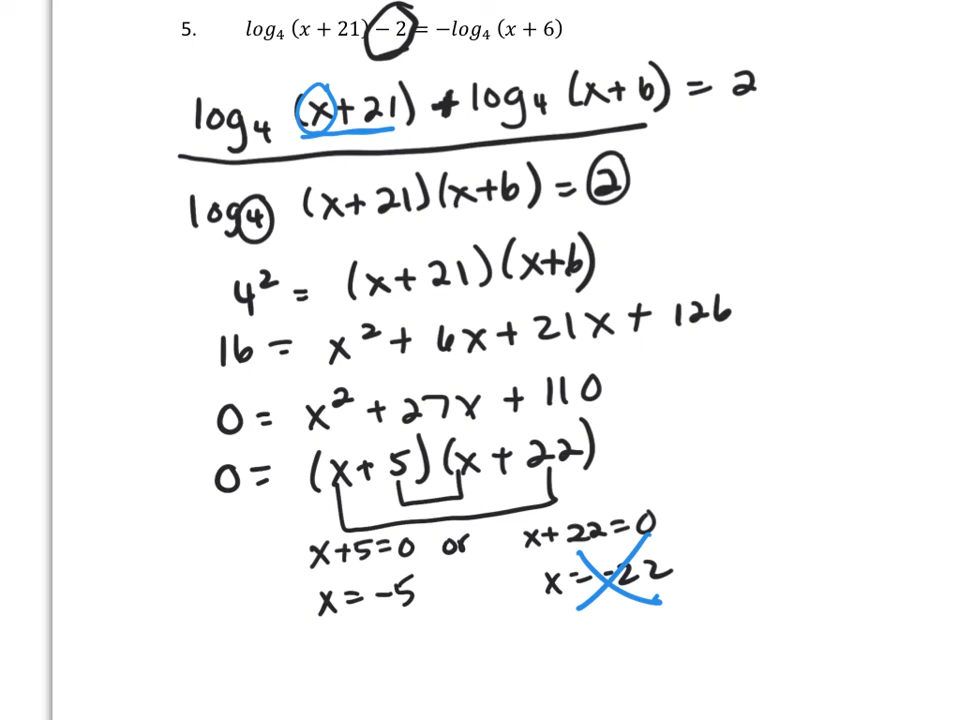 5. log₄ (x + 21) − 2 = −log₄ (x + 6)
log₄ (x + 21) + log₄ (x + 6) = 2
log₄ (x + 21)(x + 6) = 2
4² = (x + 21)(x + 6)
16 = x² + 6x + 21x + 126
0 = x² + 27x + 110
0 = (x + 5)(x + 22)
x + 5 = 0 or x + 22 = 0
x = −5 x = −22